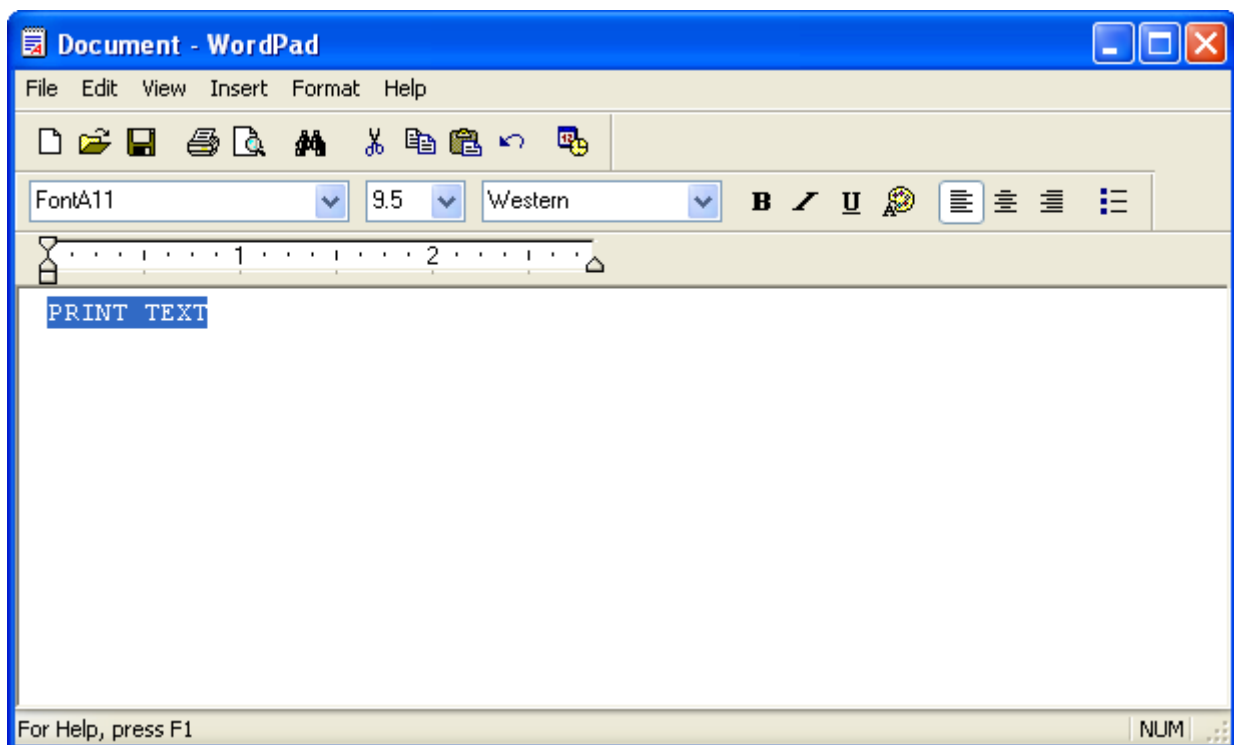 Document - WordPad
File Edit View Insert Format Help
FontA11 9.5 Western B I U
1 2
PRINT TEXT
For Help, press F1 NUM